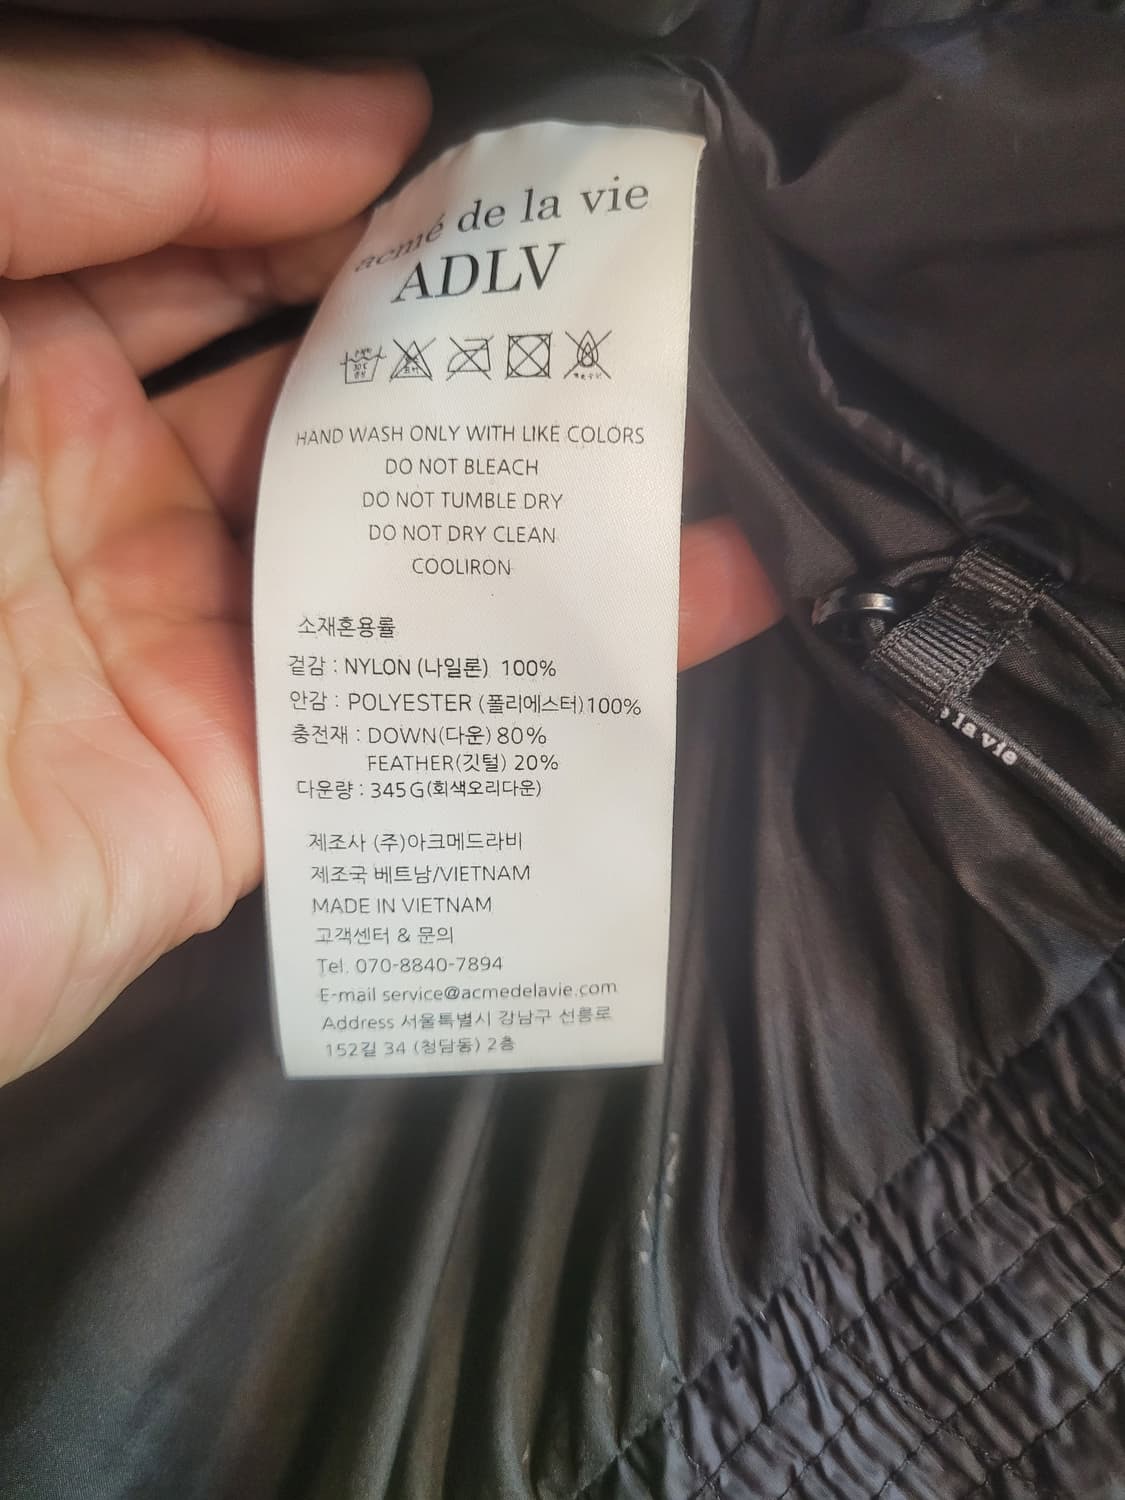 acmé de la vie
ADLV
HAND WASH ONLY WITH LIKE COLORS
DO NOT BLEACH
DO NOT TUMBLE DRY
DO NOT DRY CLEAN
COOLIRON
소재혼용률
겉감 : NYLON (나일론) 100%
안감 : POLYESTER (폴리에스터)100%
충전재 : DOWN(다운) 80%
FEATHER(깃털) 20%
다운량 : 345G(회색오리다운)
제조사 (주)아크메드라비
제조국 베트남/VIETNAM
MADE IN VIETNAM
고객센터 & 문의
Tel. 070-8840-7894
E-mail service@acmedelavie.com
Address 서울특별시 강남구 선릉로
152길 34 (청담동) 2층
la vie